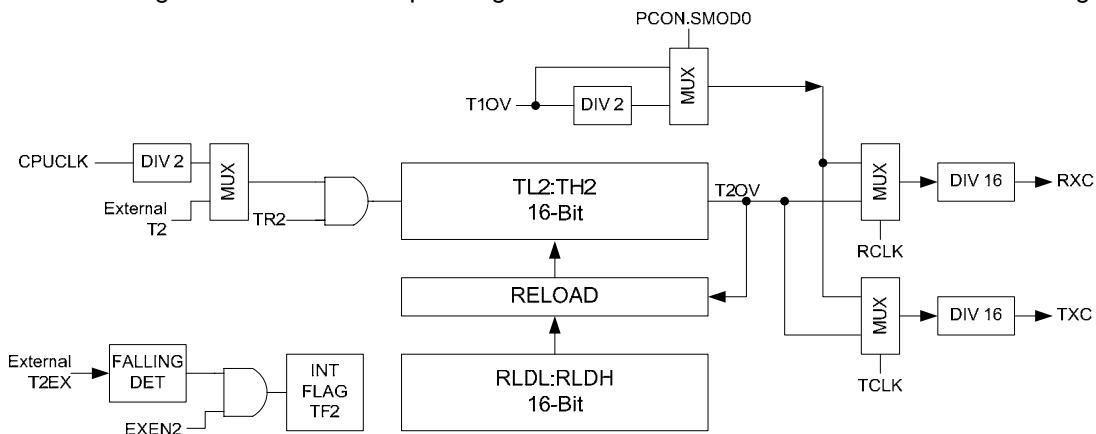 PCON.SMOD0
T1OV
DIV 2
MUX
CPUCLK
DIV 2
MUX
External
T2
TR2
TL2:TH2
16-Bit
T2OV
MUX
DIV 16
RXC
RCLK
RELOAD
MUX
DIV 16
TXC
TCLK
External
T2EX
FALLING
DET
EXEN2
INT
FLAG
TF2
RLDL:RLDH
16-Bit